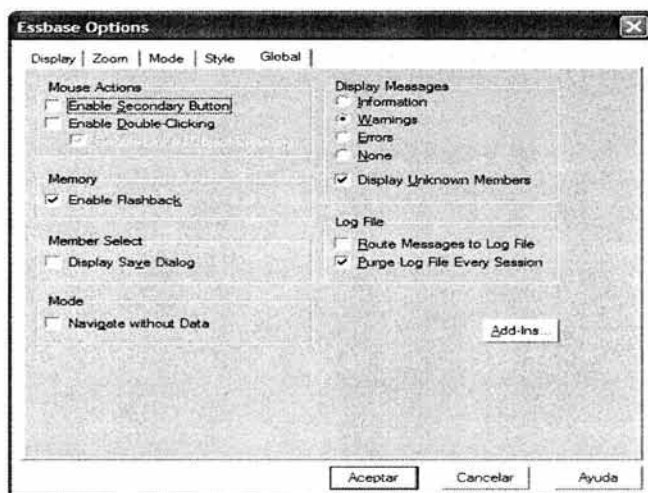 Essbase Options
Display | Zoom | Mode | Style | Global
Mouse Actions
Enable Secondary Button
Enable Double-Clicking
Memory
Enable Flashback
Member Select
Display Save Dialog
Mode
Navigate without Data
Display Messages
Information
Warnings
Errors
None
Display Unknown Members
Log File
Route Messages to Log File
Purge Log File Every Session
Add-Ins...
Aceptar
Cancelar
Ayuda